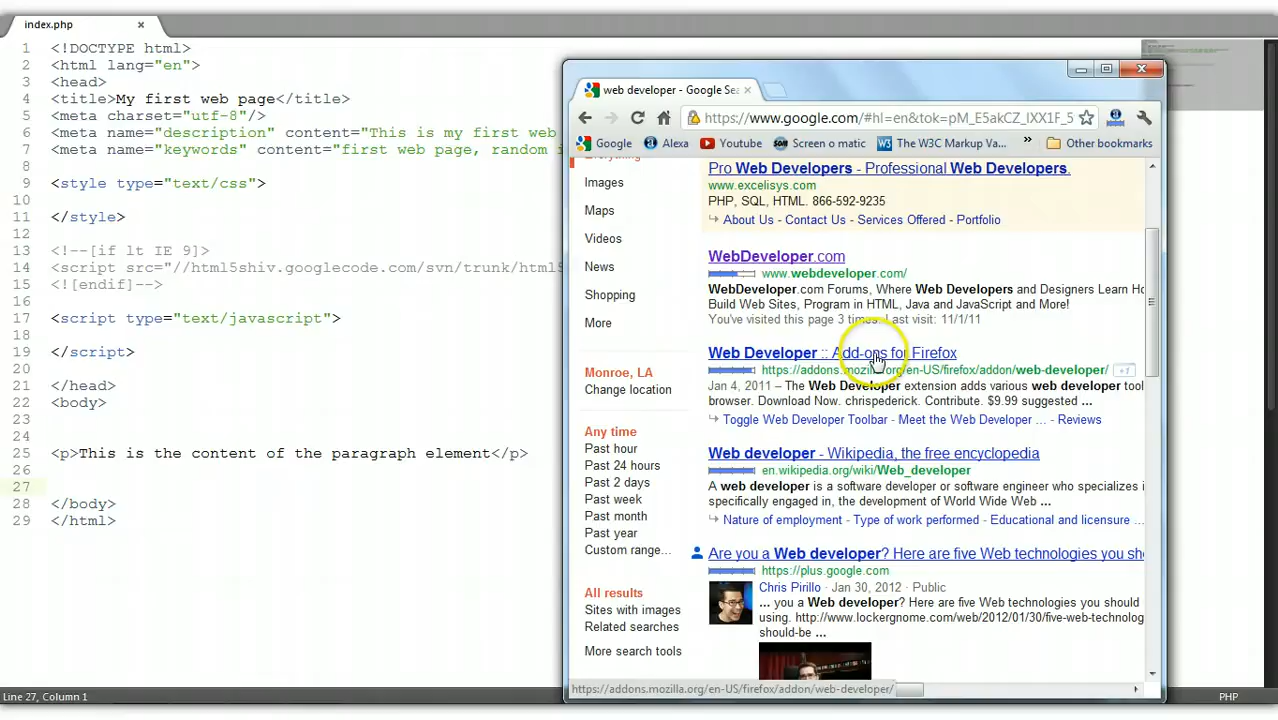 index.php
1 <!DOCTYPE html>
2 <html lang="en">
3 <head>
4 <title>My first web page</title>
5 <meta charset="utf-8"/>
6 <meta name="description" content="This is my first web
7 <meta name="keywords" content="first web page, random i
8
9 <style type="text/css">
10
11 </style>
12
13 <!--[if lt IE 9]>
14 <script src="//html5shiv.googlecode.com/svn/trunk/html5
15 <![endif]-->
16
17 <script type="text/javascript">
18
19 </script>
20
21 </head>
22 <body>
23
24
25 <p>This is the content of the paragraph element</p>
26
27
28 </body>
29 </html>
Line 27, Column 1
PHP
web developer - Google Sea
https://www.google.com/#hl=en&tok=pM_E5akCZ_lXX1F_5
Google Alexa Youtube Screen o matic The W3C Markup Va... » Other bookmarks
Everything
Images
Maps
Videos
News
Shopping
More
Monroe, LA
Change location
Any time
Past hour
Past 24 hours
Past 2 days
Past week
Past month
Past year
Custom range...
All results
Sites with images
Related searches
More search tools
Pro Web Developers - Professional Web Developers.
www.excelisys.com
PHP, SQL, HTML. 866-592-9235
About Us - Contact Us - Services Offered - Portfolio
WebDeveloper.com
www.webdeveloper.com/
WebDeveloper.com Forums, Where Web Developers and Designers Learn Ho
Build Web Sites, Program in HTML, Java and JavaScript and More!
You've visited this page 3 times. Last visit: 11/1/11
Web Developer :: Add-ons for Firefox
https://addons.mozilla.org/en-US/firefox/addon/web-developer/ +1
Jan 4, 2011 – The Web Developer extension adds various web developer tool
browser. Download Now. chrispederick. Contribute. $9.99 suggested ...
Toggle Web Developer Toolbar - Meet the Web Developer ... - Reviews
Web developer - Wikipedia, the free encyclopedia
en.wikipedia.org/wiki/Web_developer
A web developer is a software developer or software engineer who specializes i
specifically engaged in, the development of World Wide Web ...
Nature of employment - Type of work performed - Educational and licensure ...
Are you a Web developer? Here are five Web technologies you sho
https://plus.google.com
Chris Pirillo · Jan 30, 2012 · Public
... you a Web developer? Here are five Web technologies you should
using. http://www.lockergnome.com/web/2012/01/30/five-web-technolog
should-be ...
https://addons.mozilla.org/en-US/firefox/addon/web-developer/